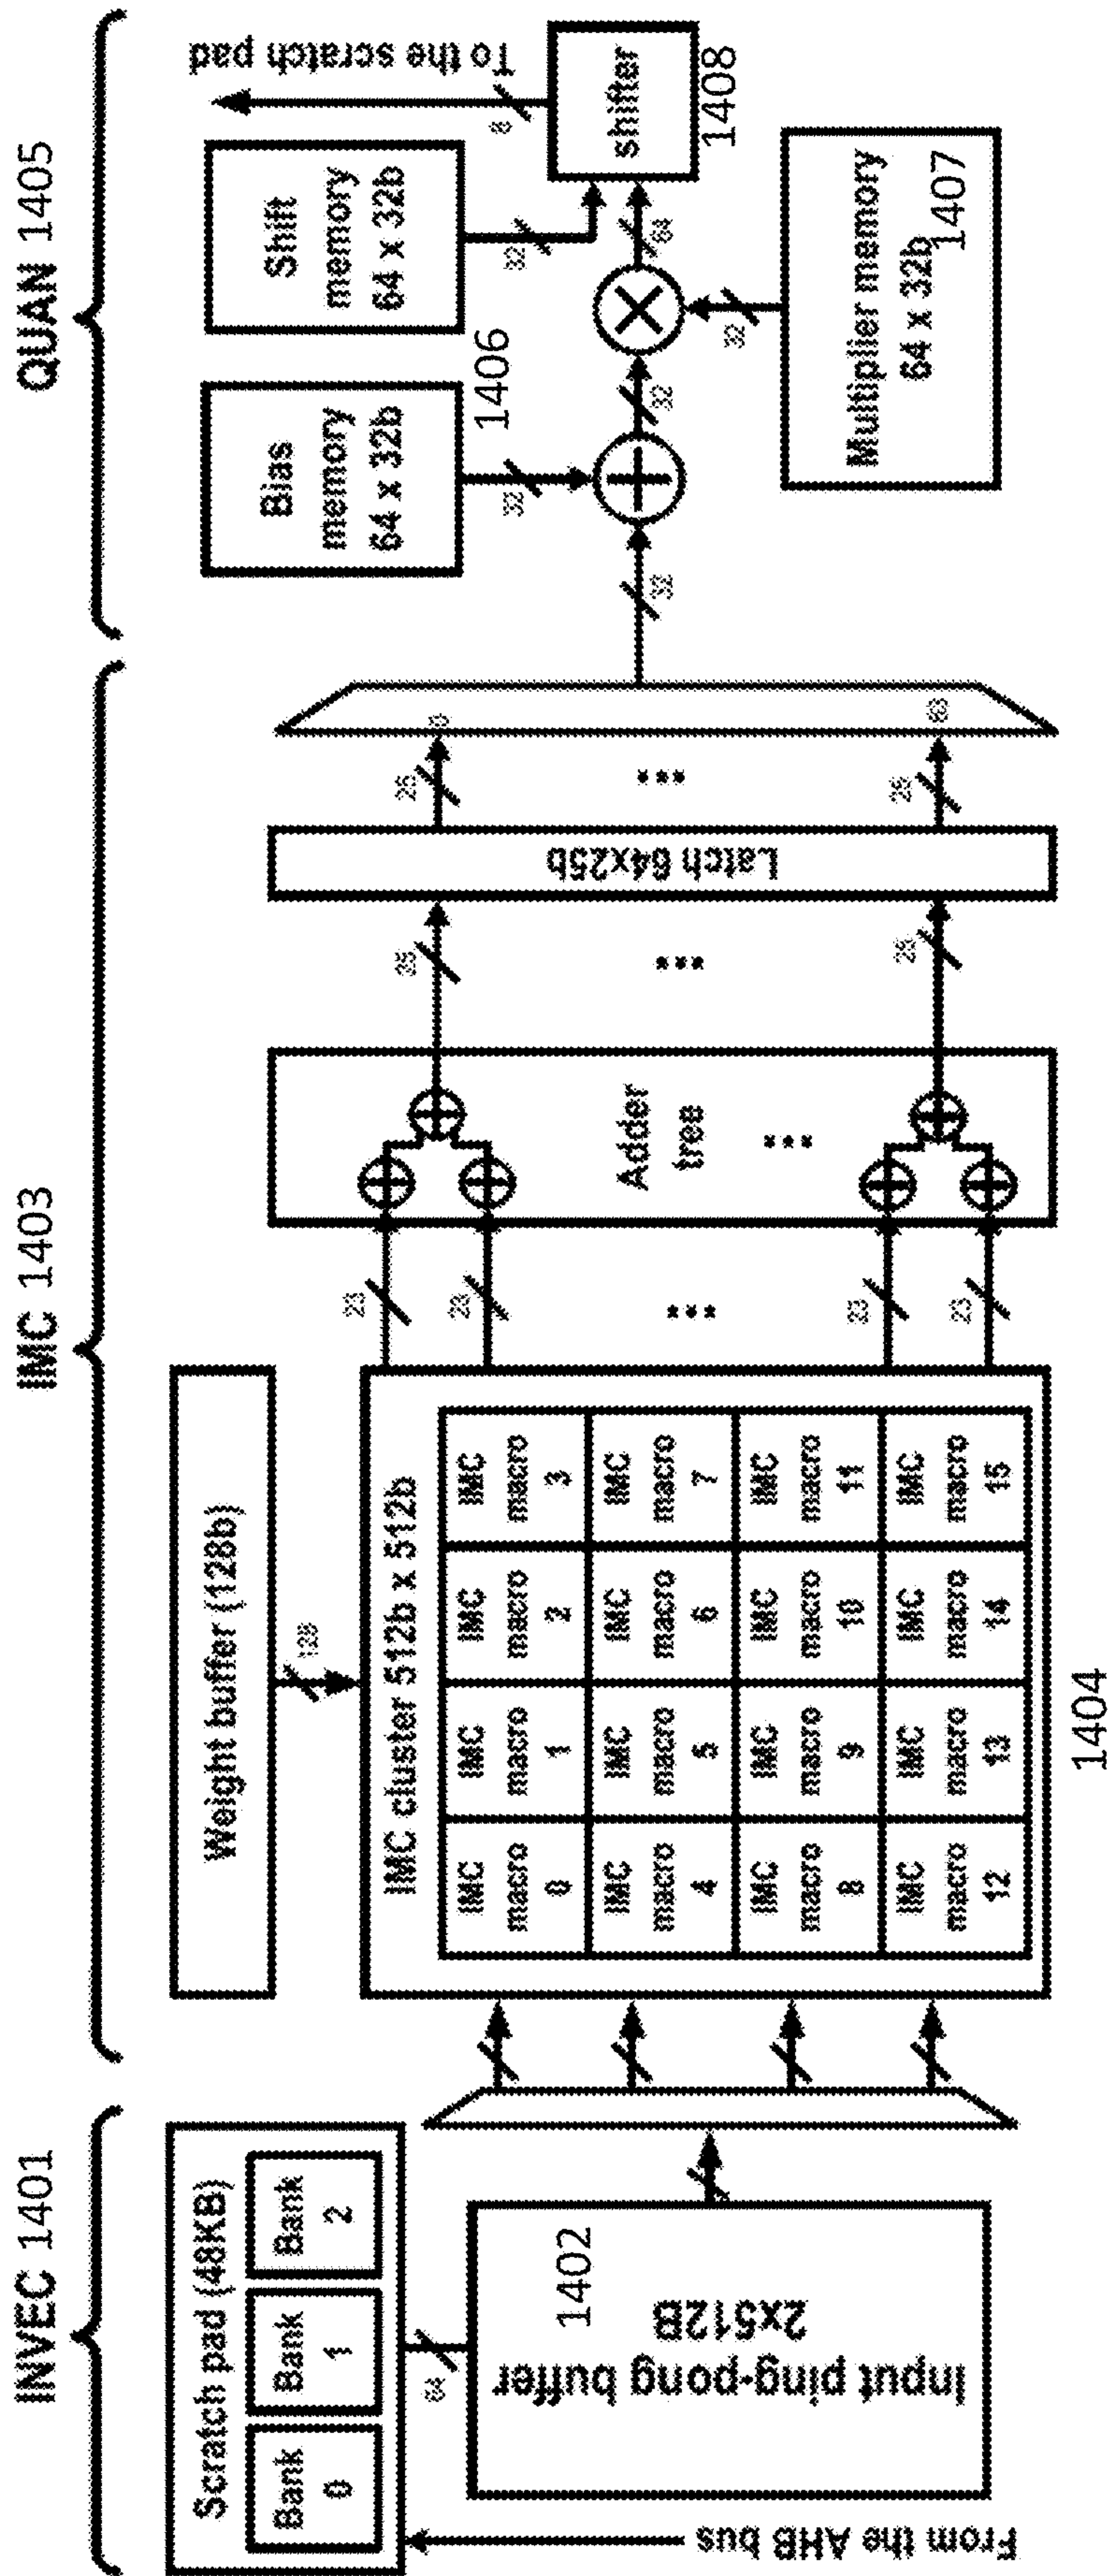 INVEC 1401
IMC 1403
QUAN 1405
Scratch pad (48KB)
Bank
0
Bank
1
Bank
2
From the AHB bus
64
Input ping-pong buffer
2x512B
1402
Weight buffer (128b)
128
IMC cluster 512b x 512b
IMC
macro
0
IMC
macro
1
IMC
macro
2
IMC
macro
3
IMC
macro
4
IMC
macro
5
IMC
macro
6
IMC
macro
7
IMC
macro
8
IMC
macro
9
IMC
macro
10
IMC
macro
11
IMC
macro
12
IMC
macro
13
IMC
macro
14
IMC
macro
15
1404
23
23
23
23
Adder
tree
25
25
Latch 64x25b
25
25
0
63
32
Bias
memory
64 x 32b
1406
32
32
Shift
memory
64 x 32b
32
64
32
Multiplier memory
64 x 32b
1407
shifter
1408
8
To the scratch pad